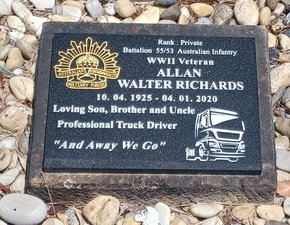 Rank : Private
Battalion 55/53 Australian Infantry
WWII Veteran
ALLAN
WALTER RICHARDS
10. 04. 1925 - 04. 01. 2020
Loving Son, Brother and Uncle
Professional Truck Driver
"And Away We Go"